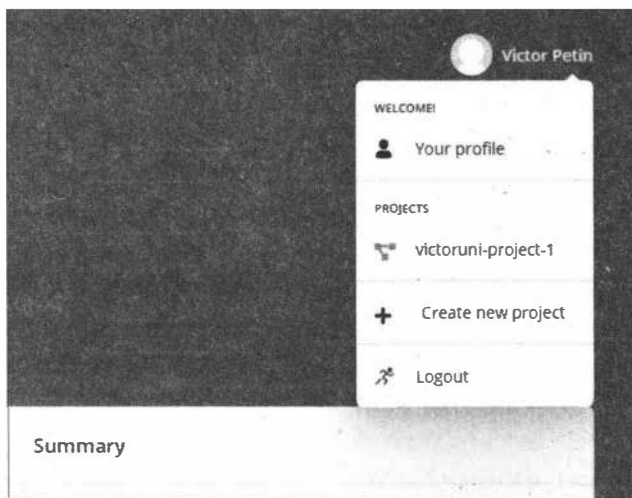 Victor Petin
WELCOME!
Your profile
PROJECTS
victoruni-project-1
Create new project
Logout
Summary